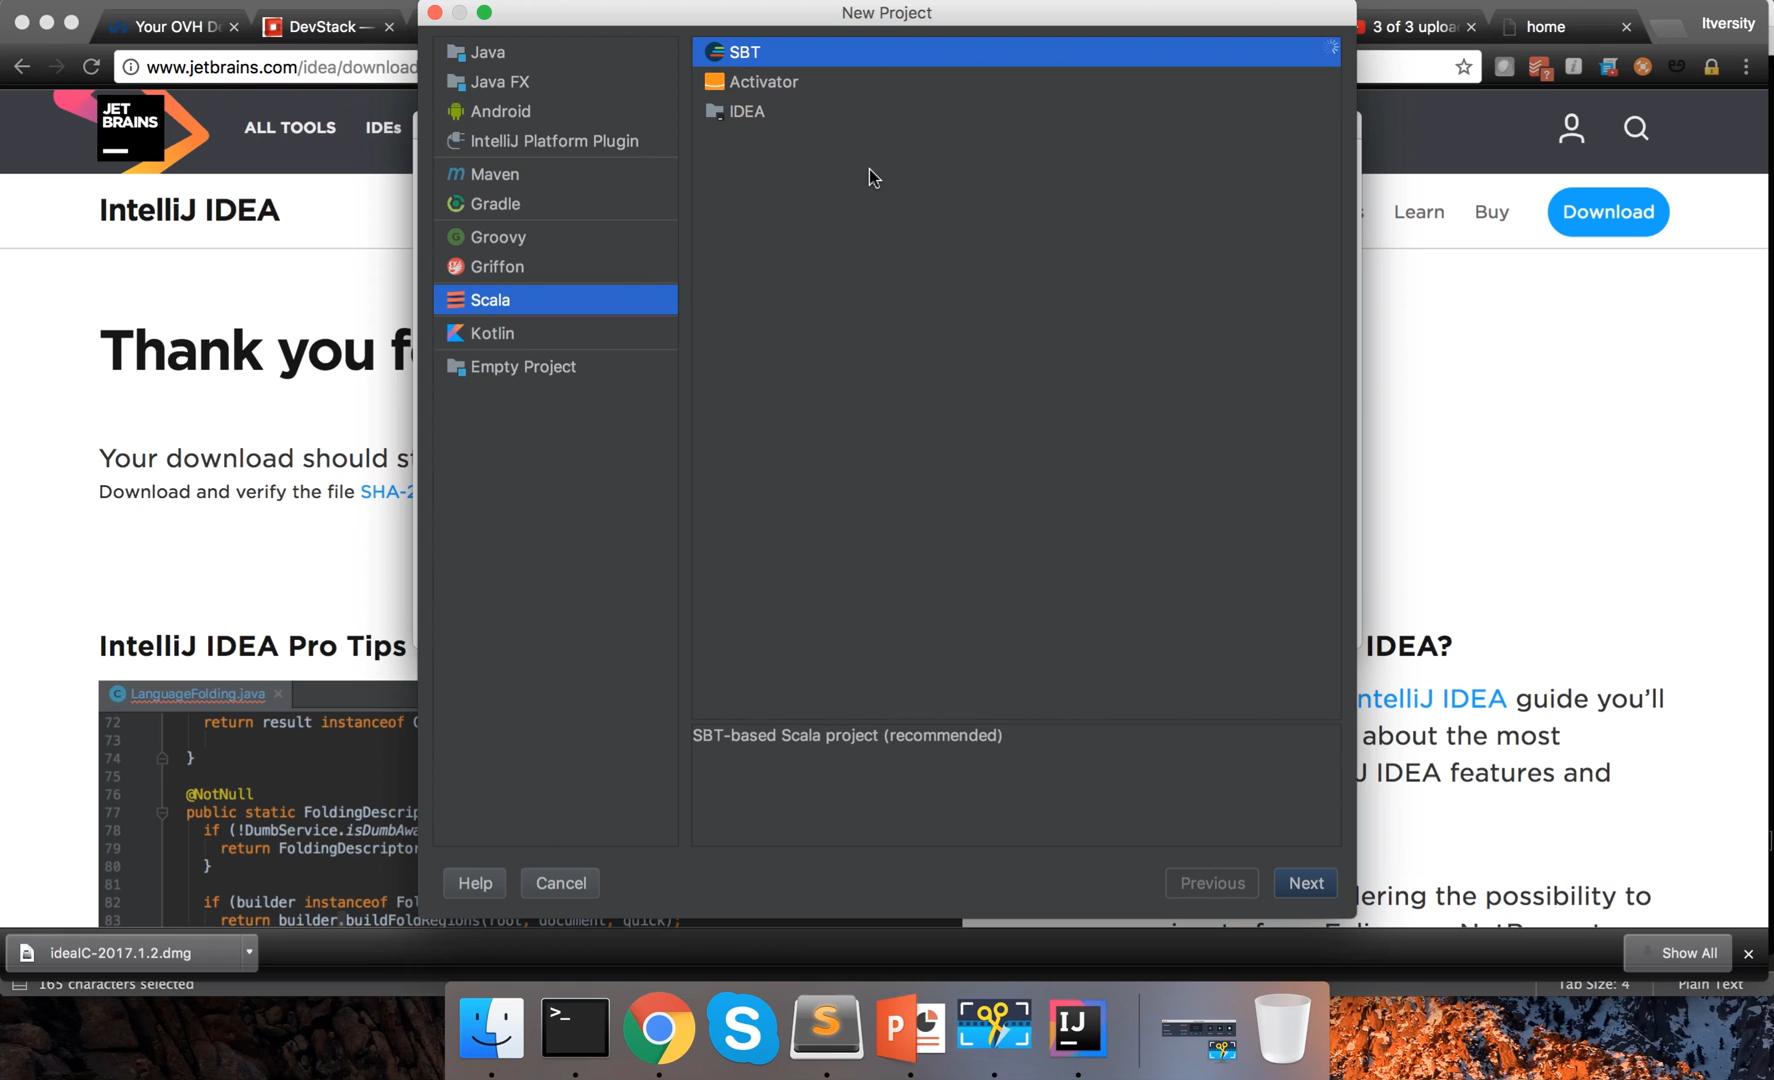 Your OVH D
DevStack —
New Project
3 of 3 uploa
home
Itversity
www.jetbrains.com/idea/download
JET
BRAINS
ALL TOOLS
IDEs
IntelliJ IDEA
Learn
Buy
Download
Java
Java FX
Android
IntelliJ Platform Plugin
Maven
Gradle
Groovy
Griffon
Scala
Kotlin
Empty Project
SBT
Activator
IDEA
SBT-based Scala project (recommended)
Help
Cancel
Previous
Next
Thank you f
Your download should s
Download and verify the file SHA-2
IntelliJ IDEA Pro Tips
IDEA?
ntelliJ IDEA guide you'll
about the most
J IDEA features and
dering the possibility to
LanguageFolding.java
72 return result instanceof
73
74 }
75
76 @NotNull
77 public static FoldingDescrip
78 if (!DumbService.isDumbAwa
79 return FoldingDescriptor
80 }
81
82 if (builder instanceof Fol
83 return builder.buildFoldRegions(root, document, quick);
ideaIC-2017.1.2.dmg
Show All
165 characters selected
Tab Size: 4
Plain Text
>_
S
S
P
IJ